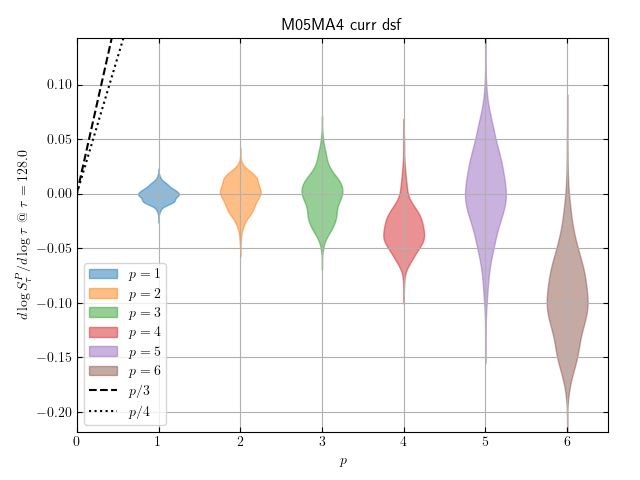 M05MA4 curr dsf
d log S_τ^p / d log τ @ τ = 128.0
0.10
0.05
0.00
−0.05
−0.10
−0.15
−0.20
p = 1
p = 2
p = 3
p = 4
p = 5
p = 6
p/3
p/4
0 1 2 3 4 5 6
p